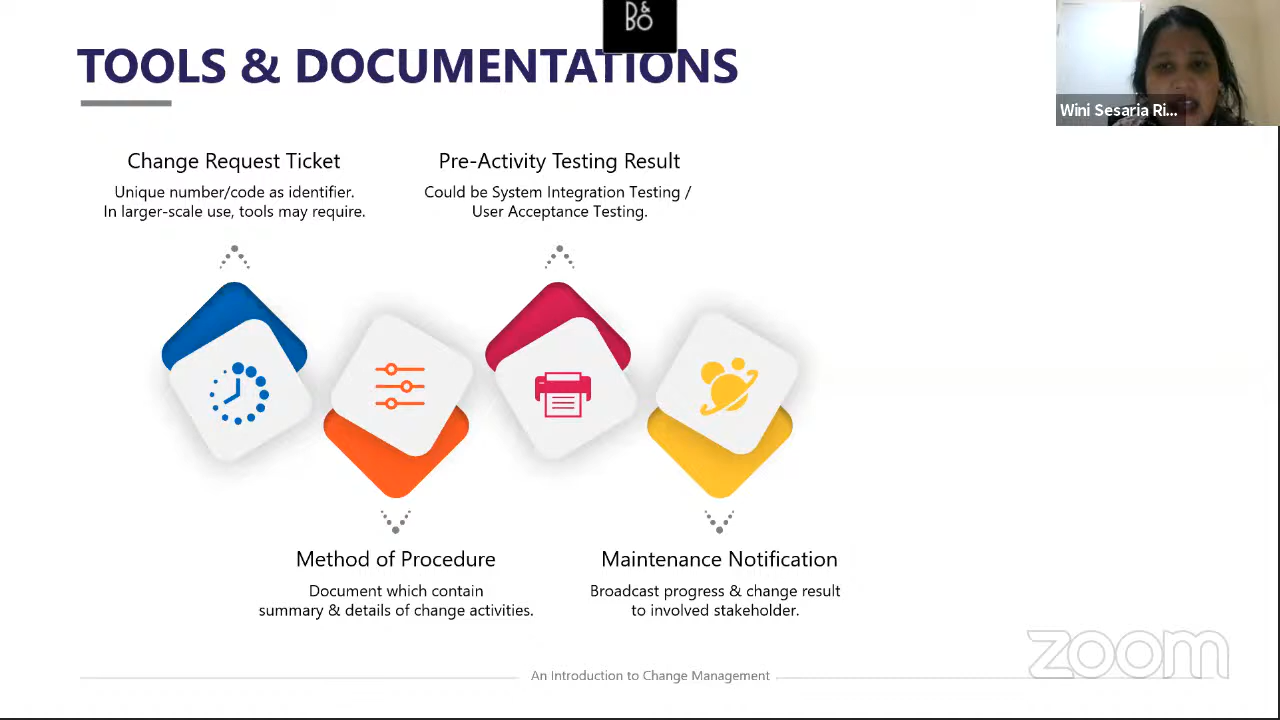 D&
BO
TOOLS & DOCUMENTATIONS
Wini Sesaria Ri...
Change Request Ticket
Unique number/code as identifier.
In larger-scale use, tools may require.
Pre-Activity Testing Result
Could be System Integration Testing /
User Acceptance Testing.
Method of Procedure
Document which contain
summary & details of change activities.
Maintenance Notification
Broadcast progress & change result
to involved stakeholder.
zoom
An Introduction to Change Management